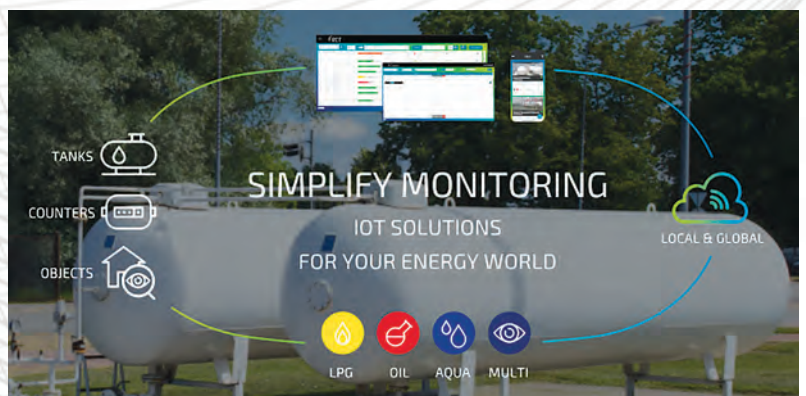 TANKS
COUNTERS
OBJECTS
SIMPLIFY MONITORING
IOT SOLUTIONS
FOR YOUR ENERGY WORLD
LOCAL & GLOBAL
LPG
OIL
AQUA
MULTI